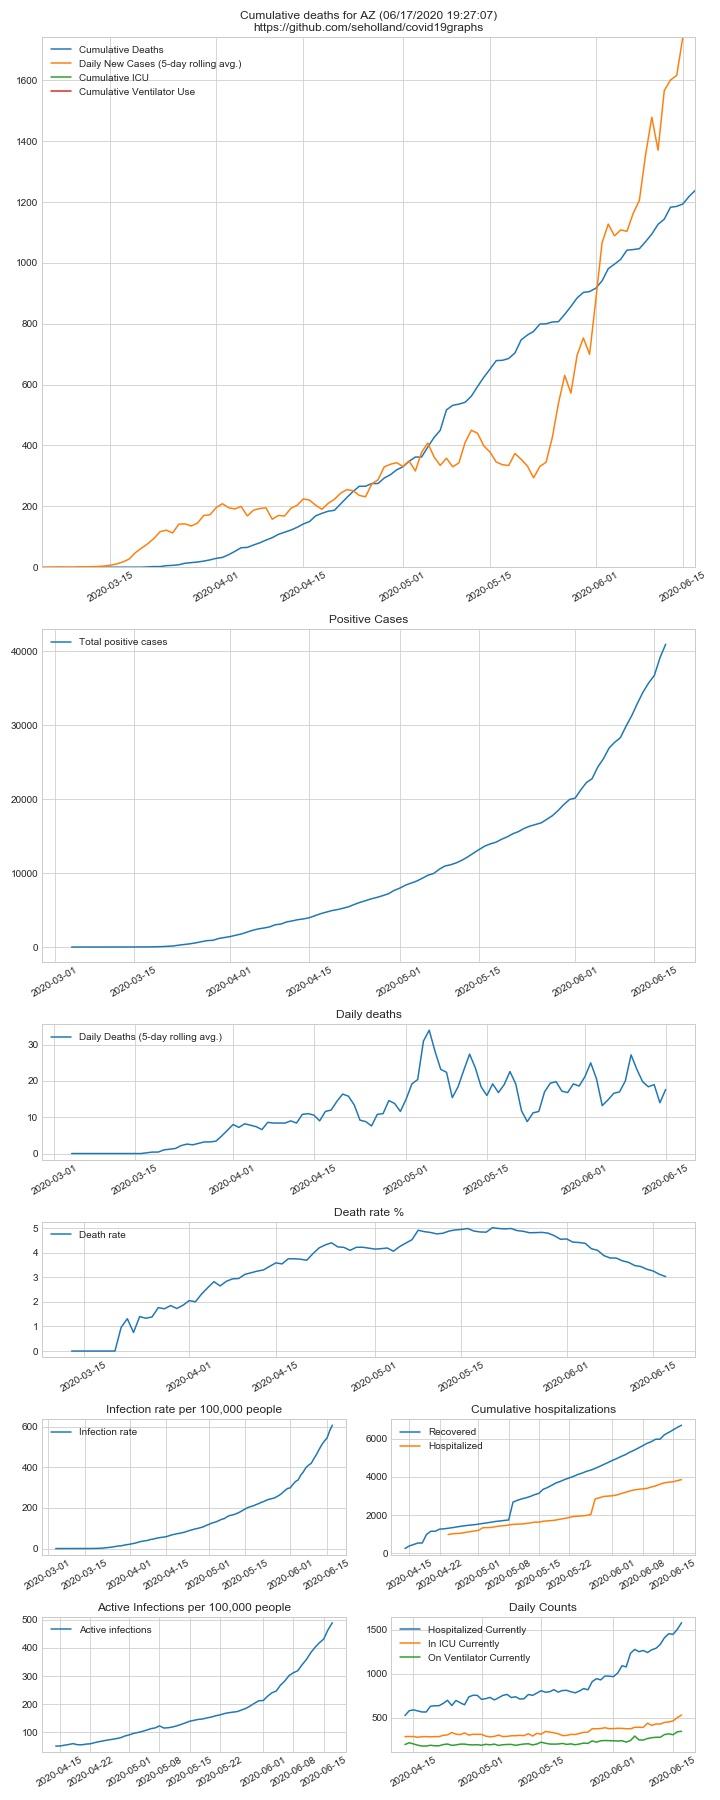 Cumulative deaths for AZ (06/17/2020 19:27:07)
https://github.com/seholland/covid19graphs
Cumulative Deaths
Daily New Cases (5-day rolling avg.)
Cumulative ICU
Cumulative Ventilator Use
1600
1400
1200
1000
800
600
400
200
0
2020-03-15 2020-04-01 2020-04-15 2020-05-01 2020-05-15 2020-06-01 2020-06-15
Positive Cases
Total positive cases
40000
30000
20000
10000
0
2020-03-01 2020-03-15 2020-04-01 2020-04-15 2020-05-01 2020-05-15 2020-06-01 2020-06-15
Daily deaths
Daily Deaths (5-day rolling avg.)
30
20
10
0
2020-03-01 2020-03-15 2020-04-01 2020-04-15 2020-05-01 2020-05-15 2020-06-01 2020-06-15
Death rate %
Death rate
5
4
3
2
1
0
2020-03-15 2020-04-01 2020-04-15 2020-05-01 2020-05-15 2020-06-01 2020-06-15
Infection rate per 100,000 people
Infection rate
600
400
200
0
2020-03-01 2020-03-15 2020-04-01 2020-04-15 2020-05-01 2020-05-15 2020-06-01 2020-06-15
Cumulative hospitalizations
Recovered
Hospitalized
6000
4000
2000
0
2020-04-15 2020-04-22 2020-05-01 2020-05-08 2020-05-15 2020-05-22 2020-06-01 2020-06-08 2020-06-15
Active Infections per 100,000 people
Active infections
500
400
300
200
100
2020-04-15 2020-04-22 2020-05-01 2020-05-08 2020-05-15 2020-05-22 2020-06-01 2020-06-08 2020-06-15
Daily Counts
Hospitalized Currently
In ICU Currently
On Ventilator Currently
1500
1000
500
2020-04-15 2020-05-01 2020-05-15 2020-06-01 2020-06-15